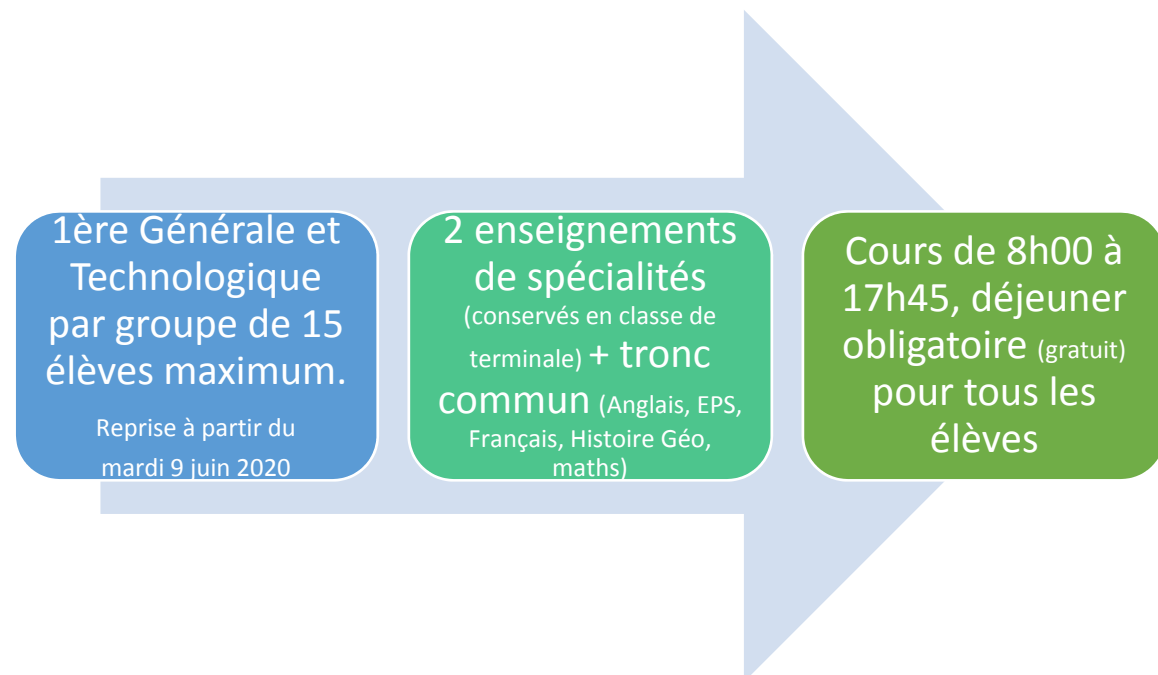 1ère Générale et
Technologique
par groupe de 15
élèves maximum.
Reprise à partir du
mardi 9 juin 2020
2 enseignements
de spécialités
(conservés en classe de
terminale) + tronc
commun (Anglais, EPS,
Français, Histoire Géo,
maths)
Cours de 8h00 à
17h45, déjeuner
obligatoire (gratuit)
pour tous les
élèves